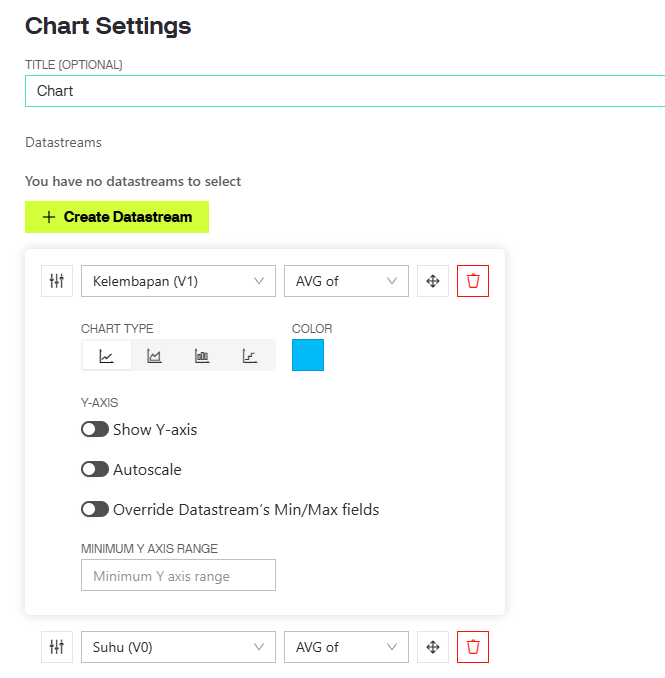 Chart Settings
TITLE (OPTIONAL)
Chart
Datastreams
You have no datastreams to select
+ Create Datastream
Kelembapan (V1) AVG of
CHART TYPE COLOR
Y-AXIS
Show Y-axis
Autoscale
Override Datastream's Min/Max fields
MINIMUM Y AXIS RANGE
Minimum Y axis range
Suhu (V0) AVG of